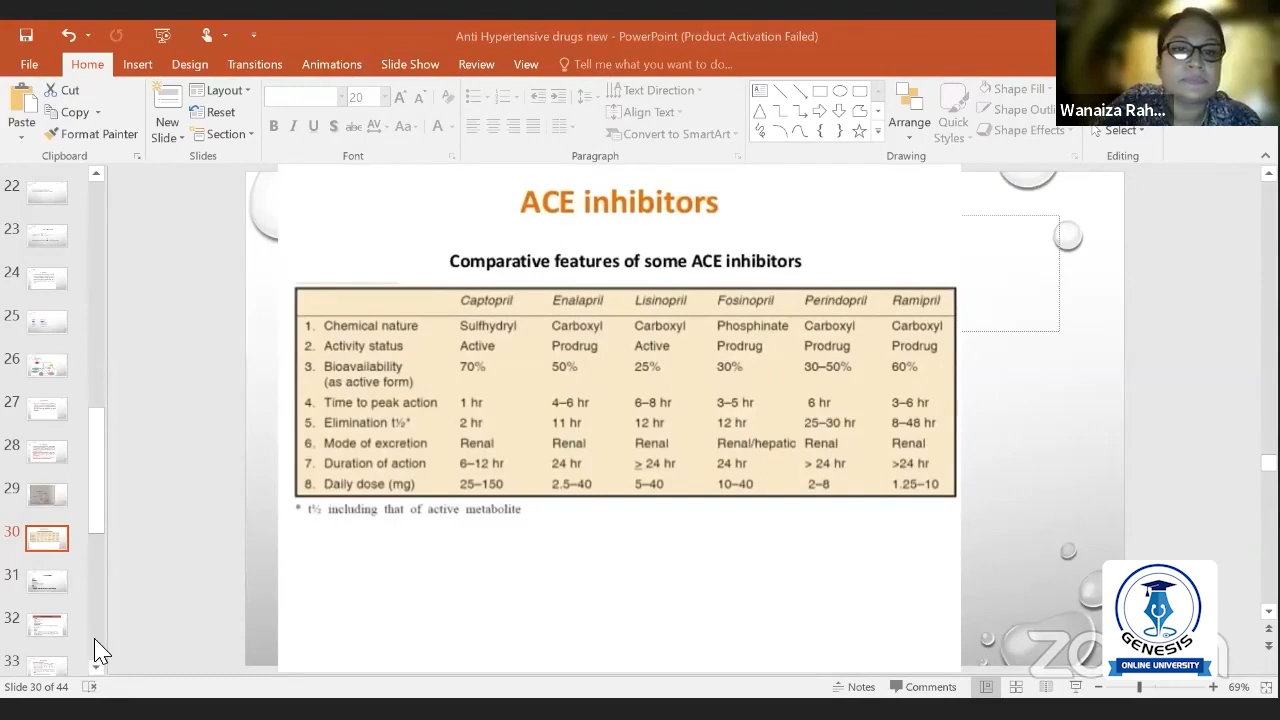 Anti Hypertensive drugs new - PowerPoint (Product Activation Failed)
File Home Insert Design Transitions Animations Slide Show Review View Tell me what you want to do...
Paste
Cut
Copy
Format Painter
Clipboard
New Slide
Layout
Reset
Section
Slides
20
B I U S abc AV Aa A
Font
Text Direction
Align Text
Convert to SmartArt
Paragraph
Arrange
Quick Styles
Shape Fill
Shape Outli
Shape Effects
Drawing
Select
Editing
Wanaiza Rah...
22
23
24
25
26
27
28
29
30
31
32
33
ACE inhibitors
Comparative features of some ACE inhibitors
Captopril Enalapril Lisinopril Fosinopril Perindopril Ramipril
1. Chemical nature Sulfhydryl Carboxyl Carboxyl Phosphinate Carboxyl Carboxyl
2. Activity status Active Prodrug Active Prodrug Prodrug Prodrug
3. Bioavailability 70% 50% 25% 30% 30–50% 60%
(as active form)
4. Time to peak action 1 hr 4–6 hr 6–8 hr 3–5 hr 6 hr 3–6 hr
5. Elimination t½* 2 hr 11 hr 12 hr 12 hr 25–30 hr 8–48 hr
6. Mode of excretion Renal Renal Renal Renal/hepatic Renal Renal
7. Duration of action 6–12 hr 24 hr ≥ 24 hr 24 hr > 24 hr >24 hr
8. Daily dose (mg) 25–150 2.5–40 5–40 10–40 2–8 1.25–10
* t½ including that of active metabolite
GENESIS
ONLINE UNIVERSITY
zoom
Slide 30 of 44
Notes Comments 69%